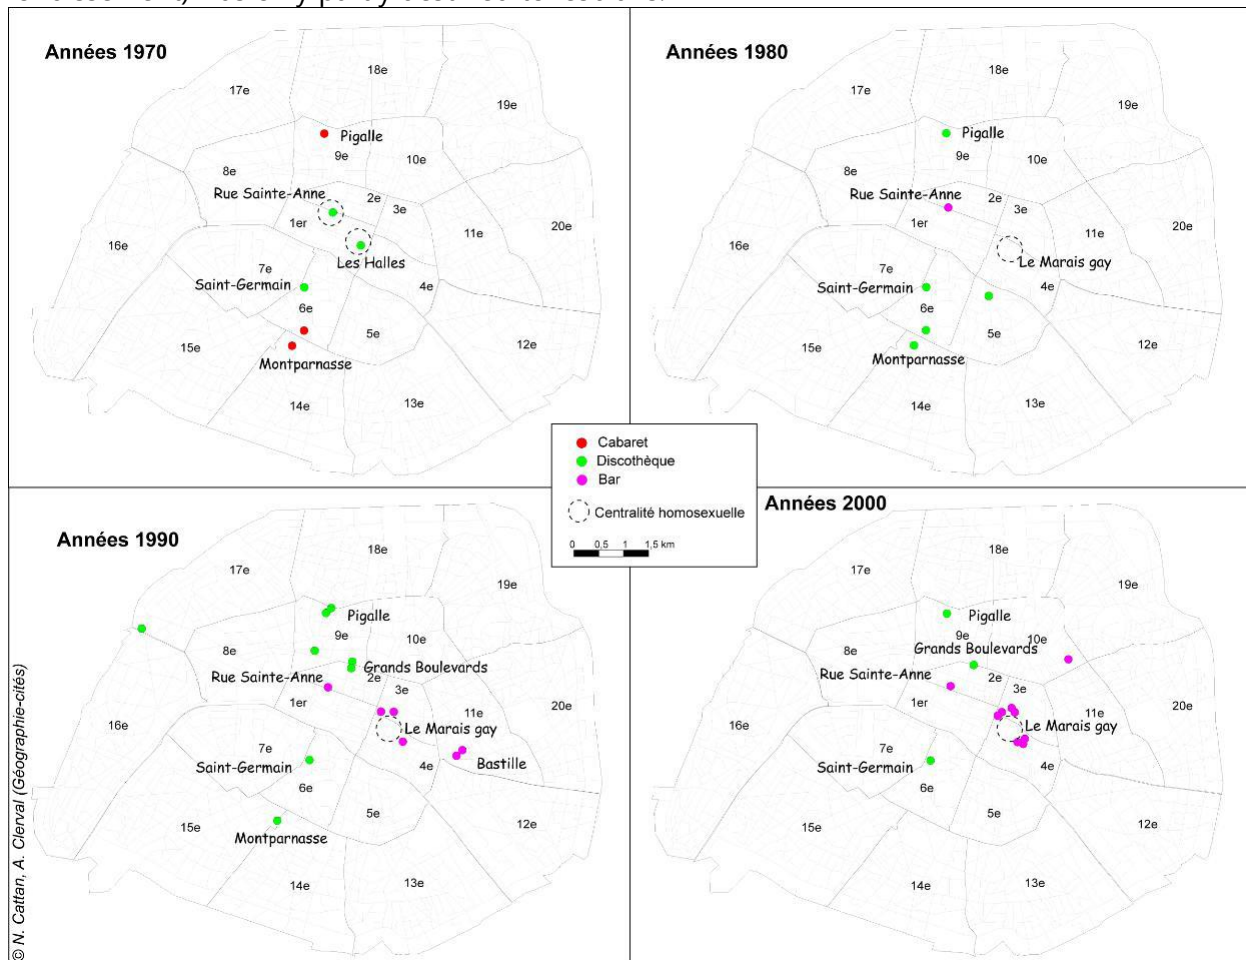 Années 1970
18e
17e
19e
Pigalle
9e
10e
8e
Rue Sainte-Anne
2e
3e
1er
11e
20e
16e
Les Halles
7e
Saint-Germain
4e
6e
5e
15e
12e
Montparnasse
14e
13e
Années 1980
18e
17e
19e
Pigalle
9e
10e
8e
Rue Sainte-Anne
2e
3e
1er
11e
20e
16e
Le Marais gay
7e
Saint-Germain
4e
6e
5e
15e
12e
Montparnasse
14e
13e
Cabaret
Discothèque
Bar
Centralité homosexuelle
0 0,5 1 1,5 km
Années 1990
18e
17e
19e
Pigalle
9e
10e
8e
Grands Boulevards
Rue Sainte-Anne
2e
3e
1er
11e
20e
16e
Le Marais gay
7e
Saint-Germain
4e
Bastille
6e
5e
15e
12e
Montparnasse
14e
13e
Années 2000
18e
17e
19e
Pigalle
9e
10e
8e
Grands Boulevards
Rue Sainte-Anne
2e
3e
1er
11e
20e
16e
Le Marais gay
7e
Saint-Germain
4e
6e
5e
15e
12e
14e
13e
© N. Cattan, A. Clerval (Géographie-cités)